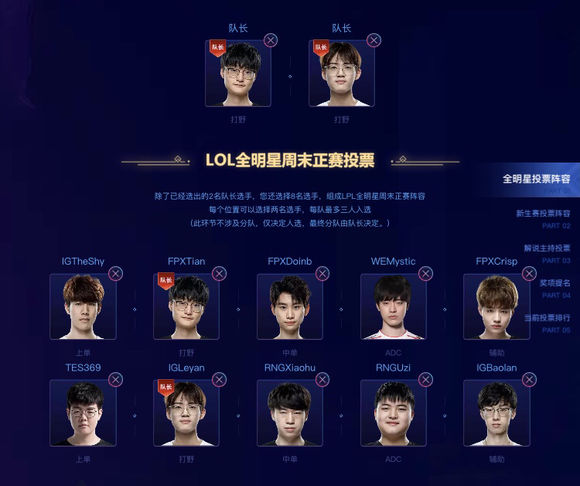 队长 队长
队长 队长
打野 打野
LOL全明星周末正赛投票
除了已经选出的2名队长选手，您还选择8名选手，组成LPL全明星周末正赛阵容
每个位置可以选择两名选手，每队最多三人入选
（此环节不涉及分队，仅决定人选，最终分由队长决定。）
全明星投票阵容
PART 01
新生赛投票阵容
PART 02
解说主持投票
PART 03
奖项提名
PART 04
当前投票排行
PART 05
IGTheShy FPXTian FPXDoinb WEMystic FPXCrisp
队长
上单 打野 中单 ADC 辅助
TES369 IGLeyan RNGXiaohu RNGUzi IGBaolan
队长
上单 打野 中单 ADC 辅助